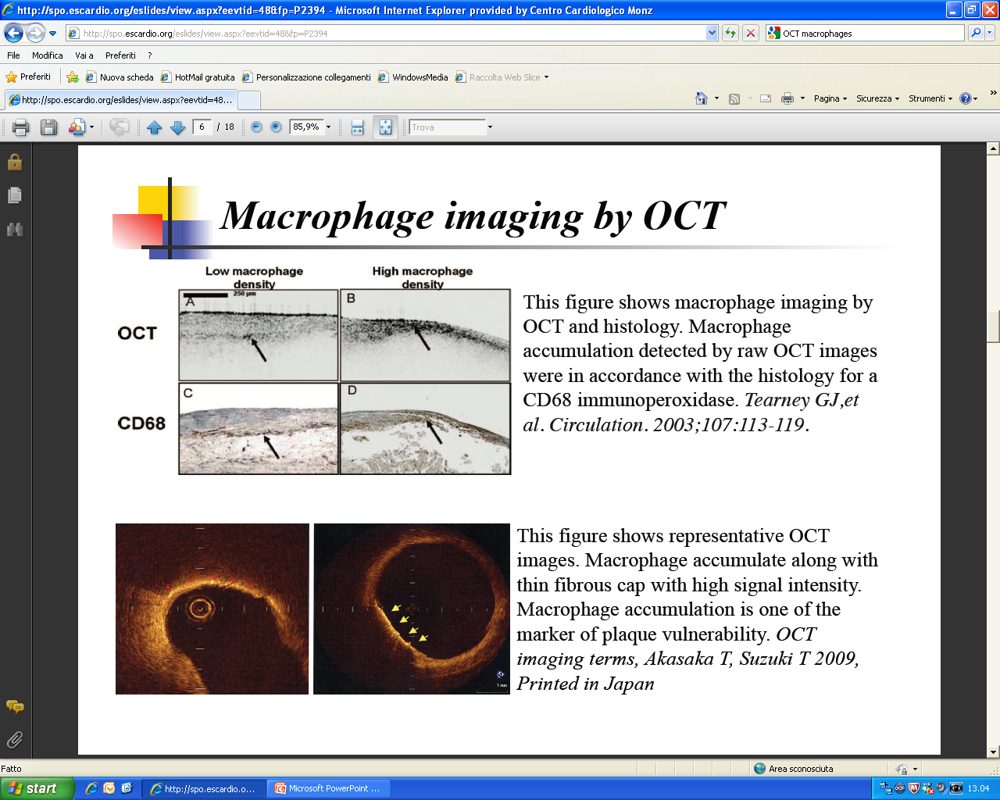 http://spo.escardio.org/eslides/view.aspx?eevtid=48&fp=P2394 - Microsoft Internet Explorer provided by Centro Cardiologico Monz
http://spo.escardio.org/eslides/view.aspx?eevtid=48&fp=P2394
OCT macrophages
File Modifica Vai a Preferiti ?
Preferiti Nuova scheda HotMail gratuita Personalizzazione collegamenti WindowsMedia Raccolta Web Slice
http://spo.escardio.org/eslides/view.aspx?eevtid=48...
Pagina Sicurezza Strumenti
6 / 18 85,9% Trova
Macrophage imaging by OCT
Low macrophage
density
High macrophage
density
A 250 µm
B
OCT
C
D
CD68
This figure shows macrophage imaging by
OCT and histology. Macrophage
accumulation detected by raw OCT images
were in accordance with the histology for a
CD68 immunoperoxidase. Tearney GJ,et
al. Circulation. 2003;107:113-119.
1 mm
This figure shows representative OCT
images. Macrophage accumulate along with
thin fibrous cap with high signal intensity.
Macrophage accumulation is one of the
marker of plaque vulnerability. OCT
imaging terms, Akasaka T, Suzuki T 2009,
Printed in Japan
Fatto
Area sconosciuta
start
http://spo.escardio.o...
Microsoft PowerPoint ...
13.04